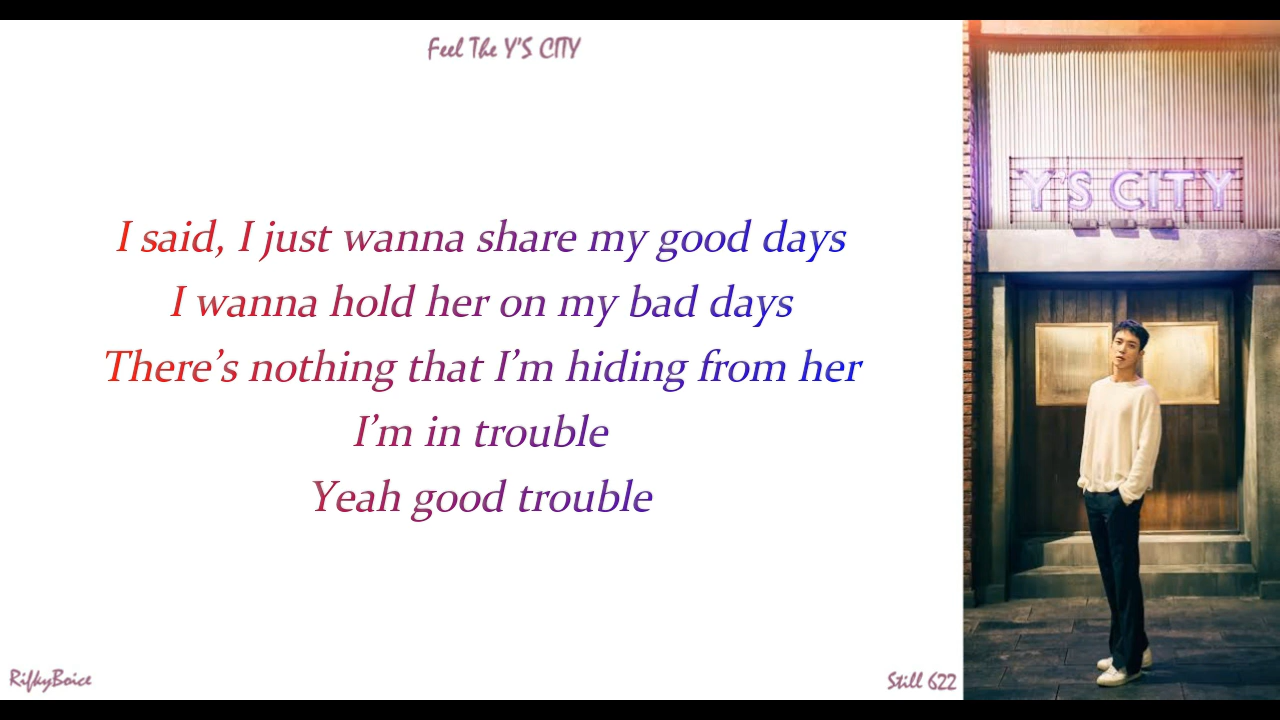 Feel The Y'S CITY
Y'S CITY
I said, I just wanna share my good days
I wanna hold her on my bad days
There’s nothing that I’m hiding from her
I’m in trouble
Yeah good trouble
RifkyBoice
Still 622